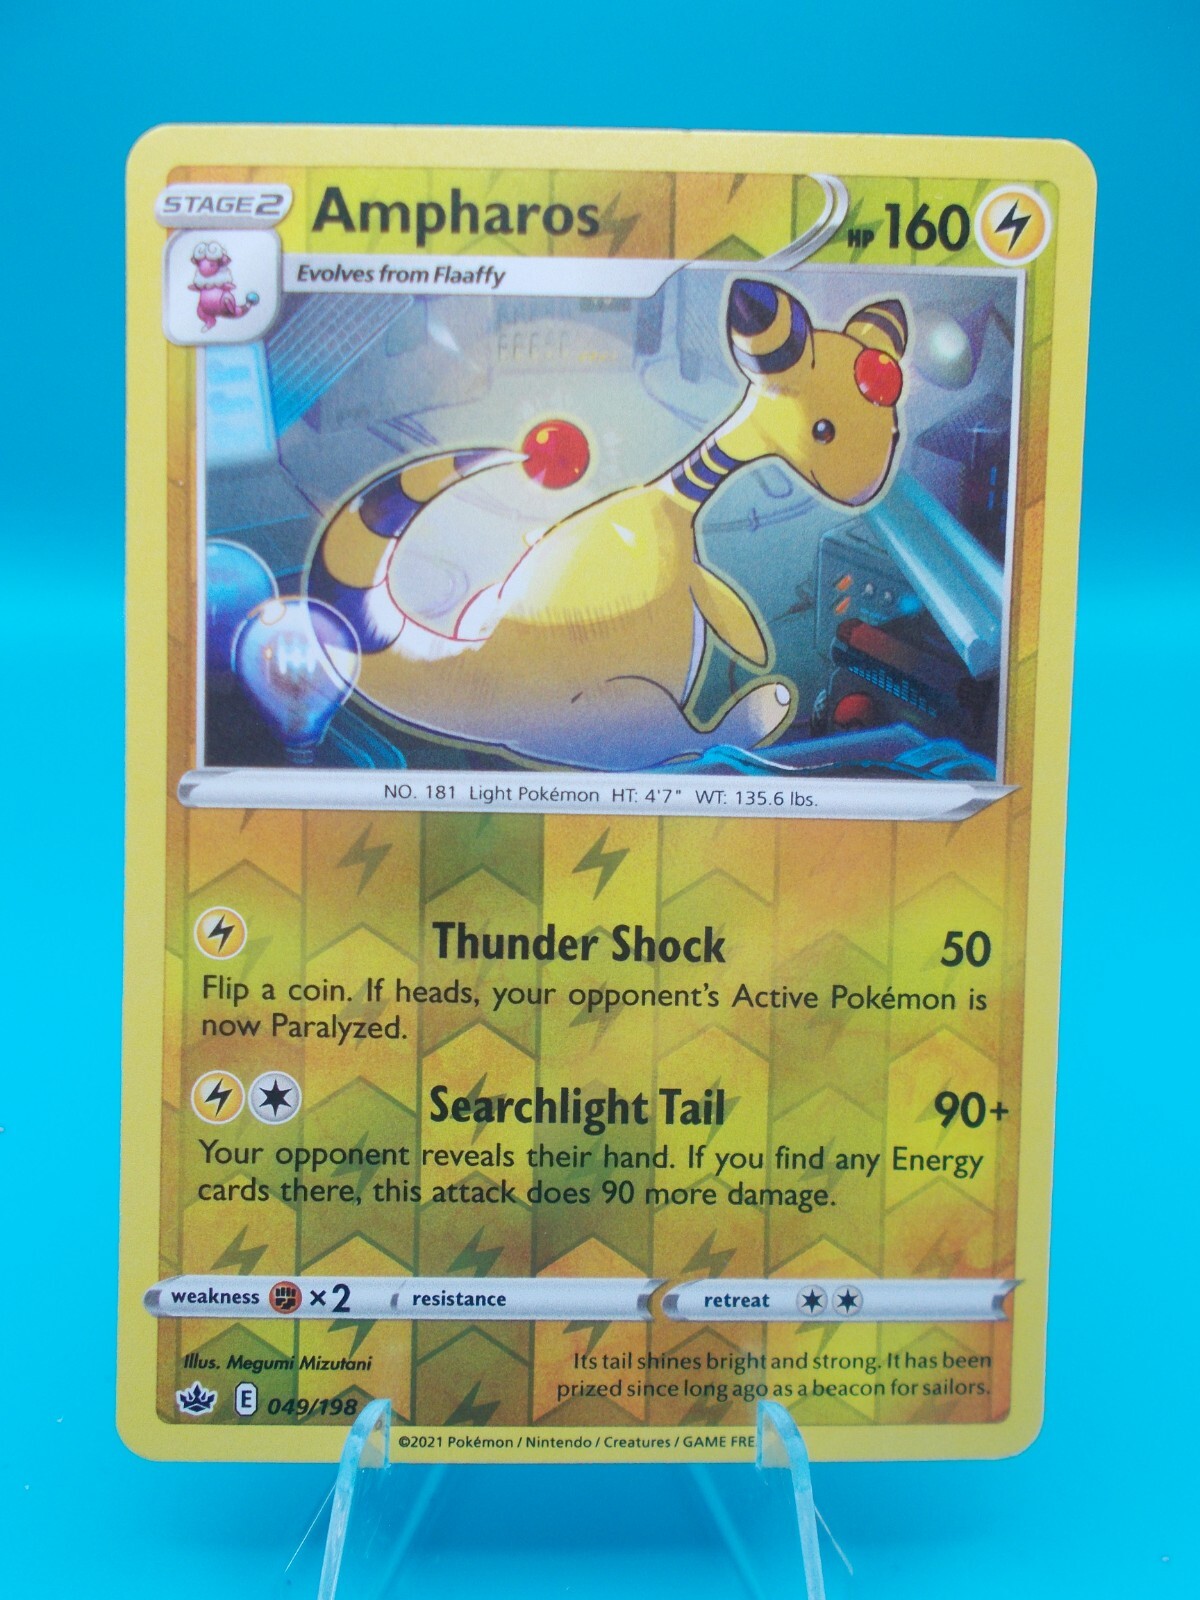 STAGE 2
Ampharos
HP 160
Evolves from Flaaffy
NO. 181 Light Pokémon HT: 4'7" WT: 135.6 lbs.
Thunder Shock 50
Flip a coin. If heads, your opponent's Active Pokémon is
now Paralyzed.
Searchlight Tail 90+
Your opponent reveals their hand. If you find any Energy
cards there, this attack does 90 more damage.
weakness ×2 resistance retreat
Illus. Megumi Mizutani
Its tail shines bright and strong. It has been
prized since long ago as a beacon for sailors.
E 049/198
©2021 Pokémon / Nintendo / Creatures / GAME FRE